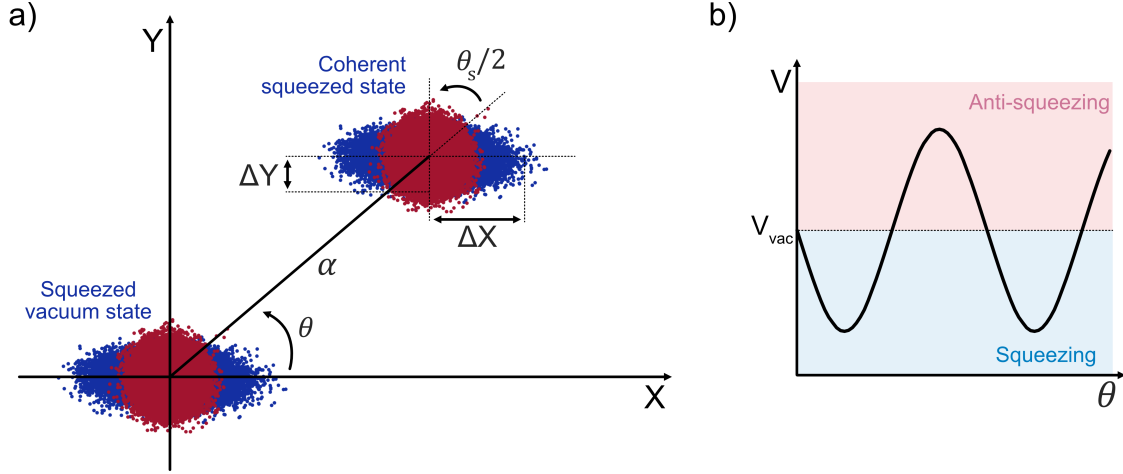 a)
Y
Coherent
squeezed state
θs/2
ΔY
ΔX
α
Squeezed
vacuum state
θ
X
b)
V
Anti-squeezing
Vvac
Squeezing
θ